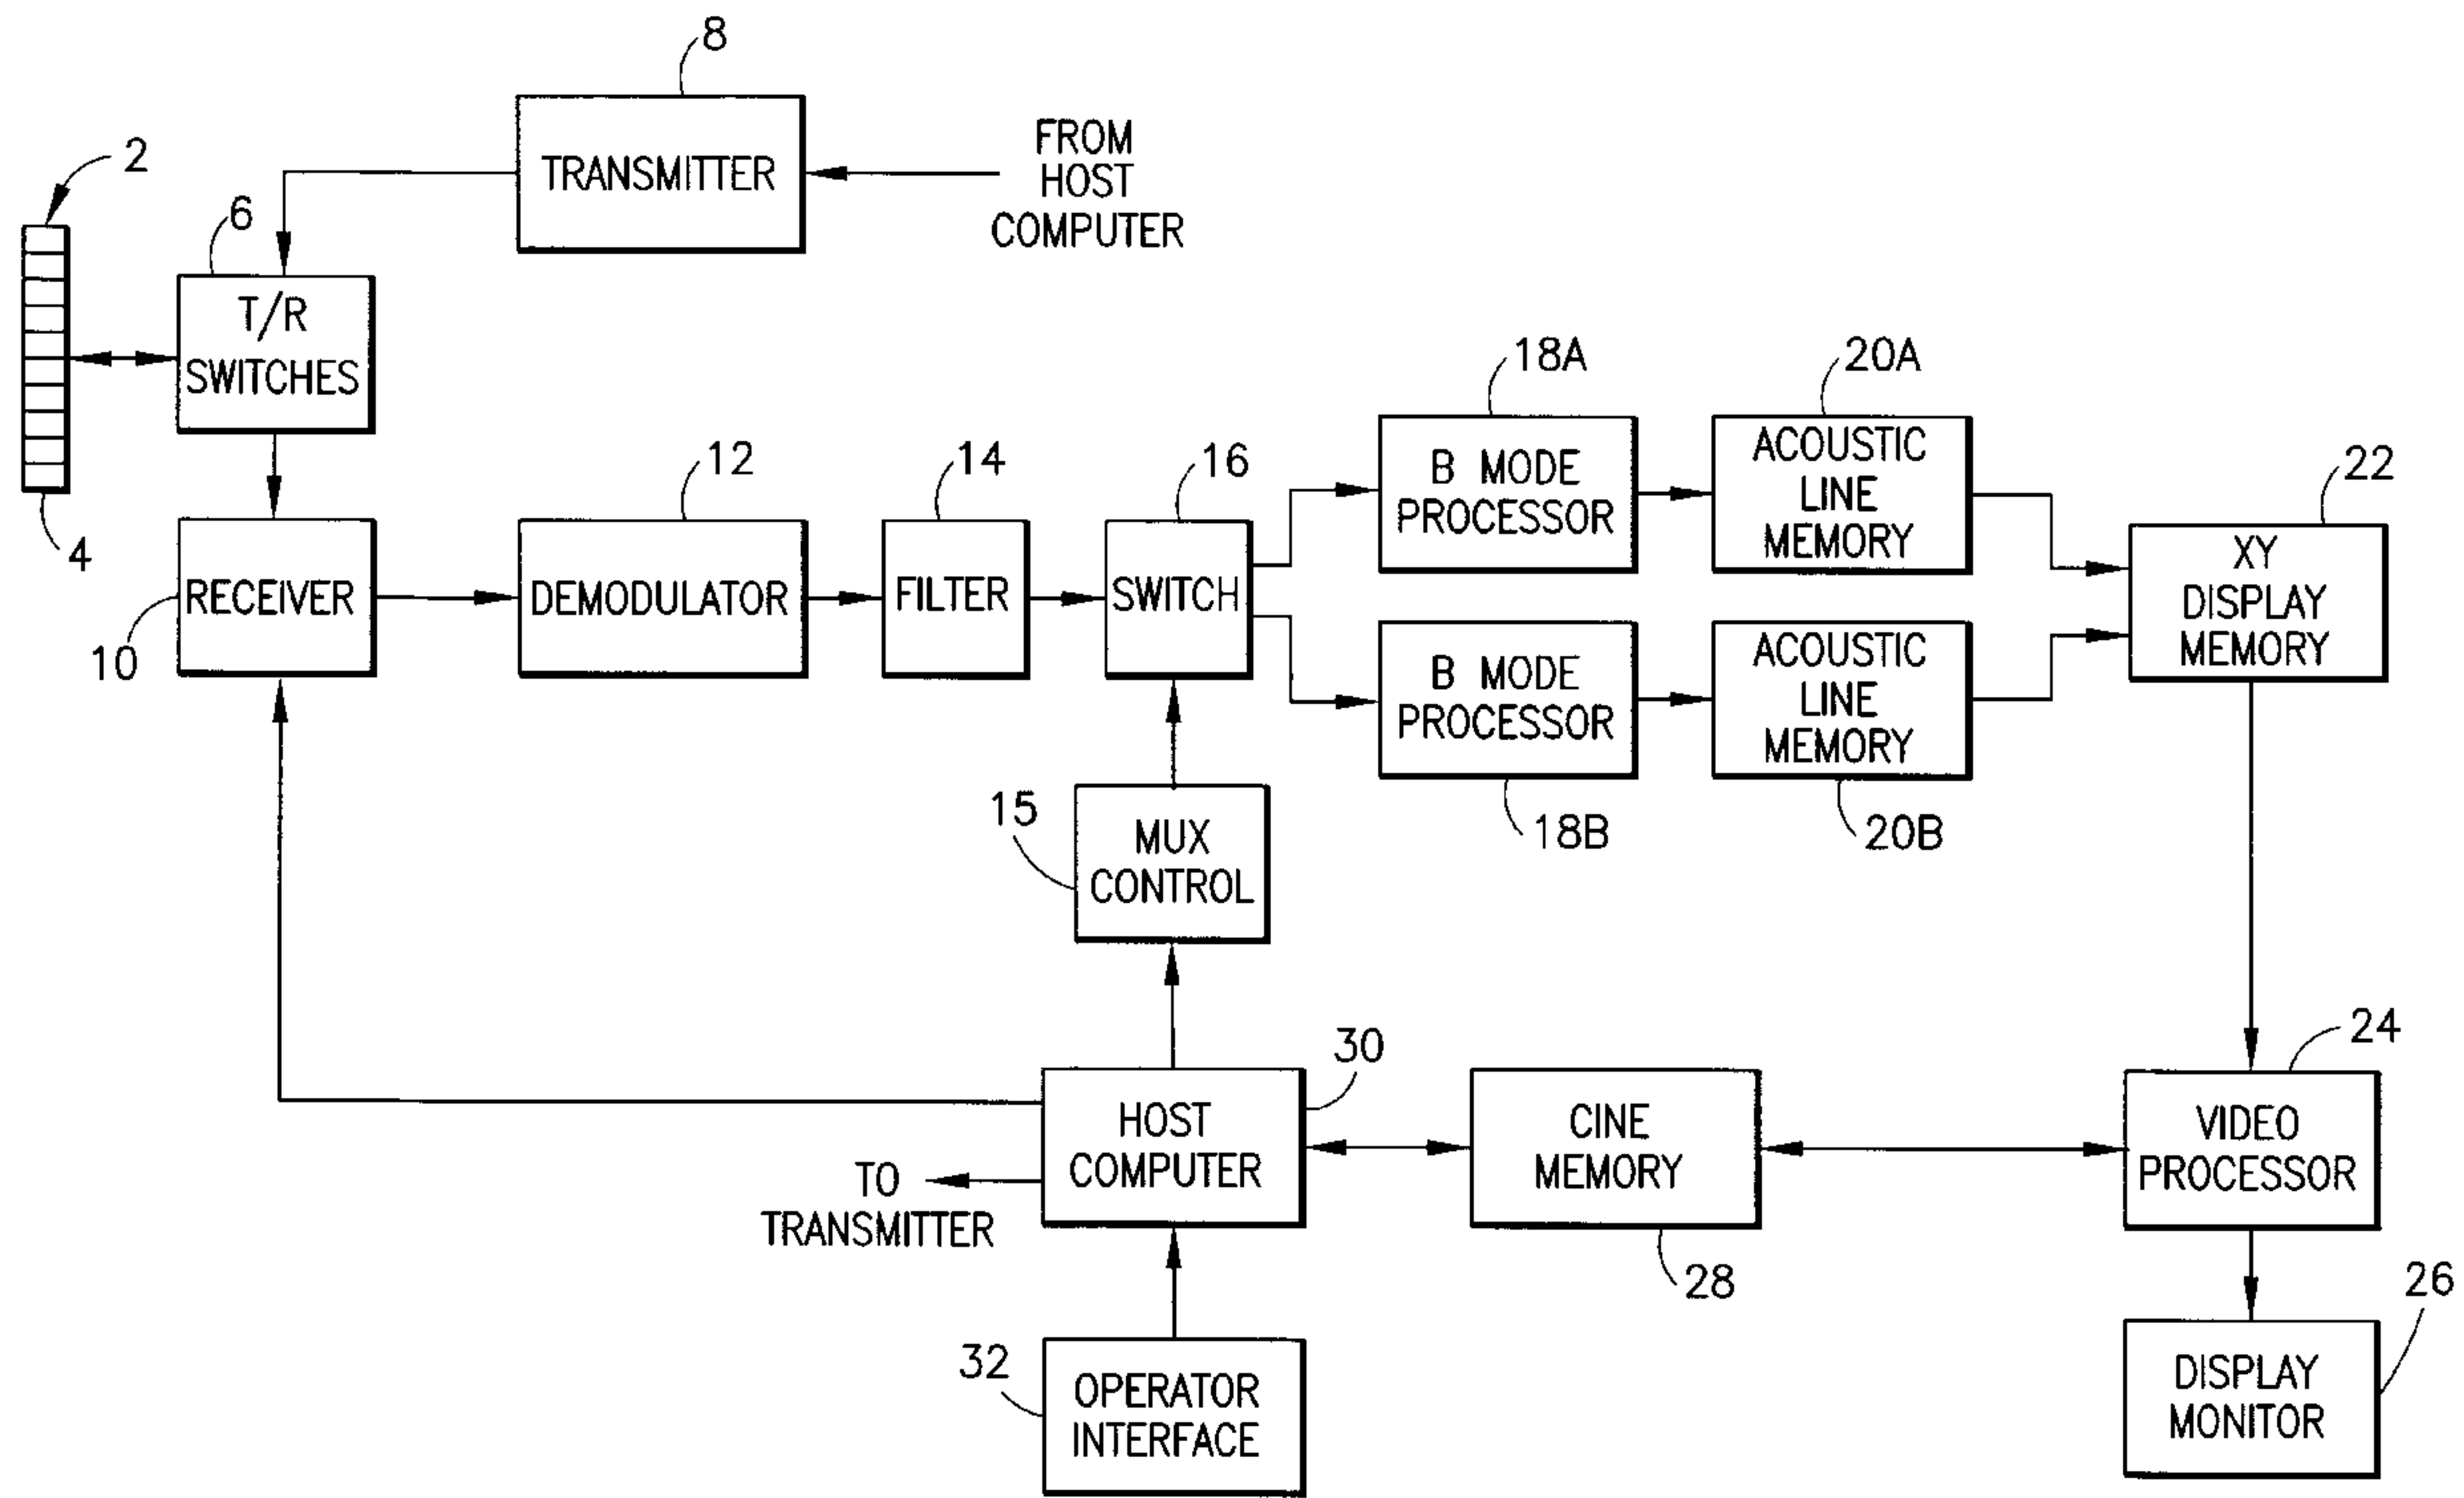 8
TRANSMITTER
FROM
HOST
COMPUTER
2
6
T/R
SWITCHES
4
10
RECEIVER
12
DEMODULATOR
14
FILTER
16
SWITCH
18A
B MODE
PROCESSOR
20A
ACOUSTIC
LINE
MEMORY
22
XY
DISPLAY
MEMORY
B MODE
PROCESSOR
18B
ACOUSTIC
LINE
MEMORY
20B
15
MUX
CONTROL
30
HOST
COMPUTER
TO
TRANSMITTER
CINE
MEMORY
28
24
VIDEO
PROCESSOR
32
OPERATOR
INTERFACE
26
DISPLAY
MONITOR